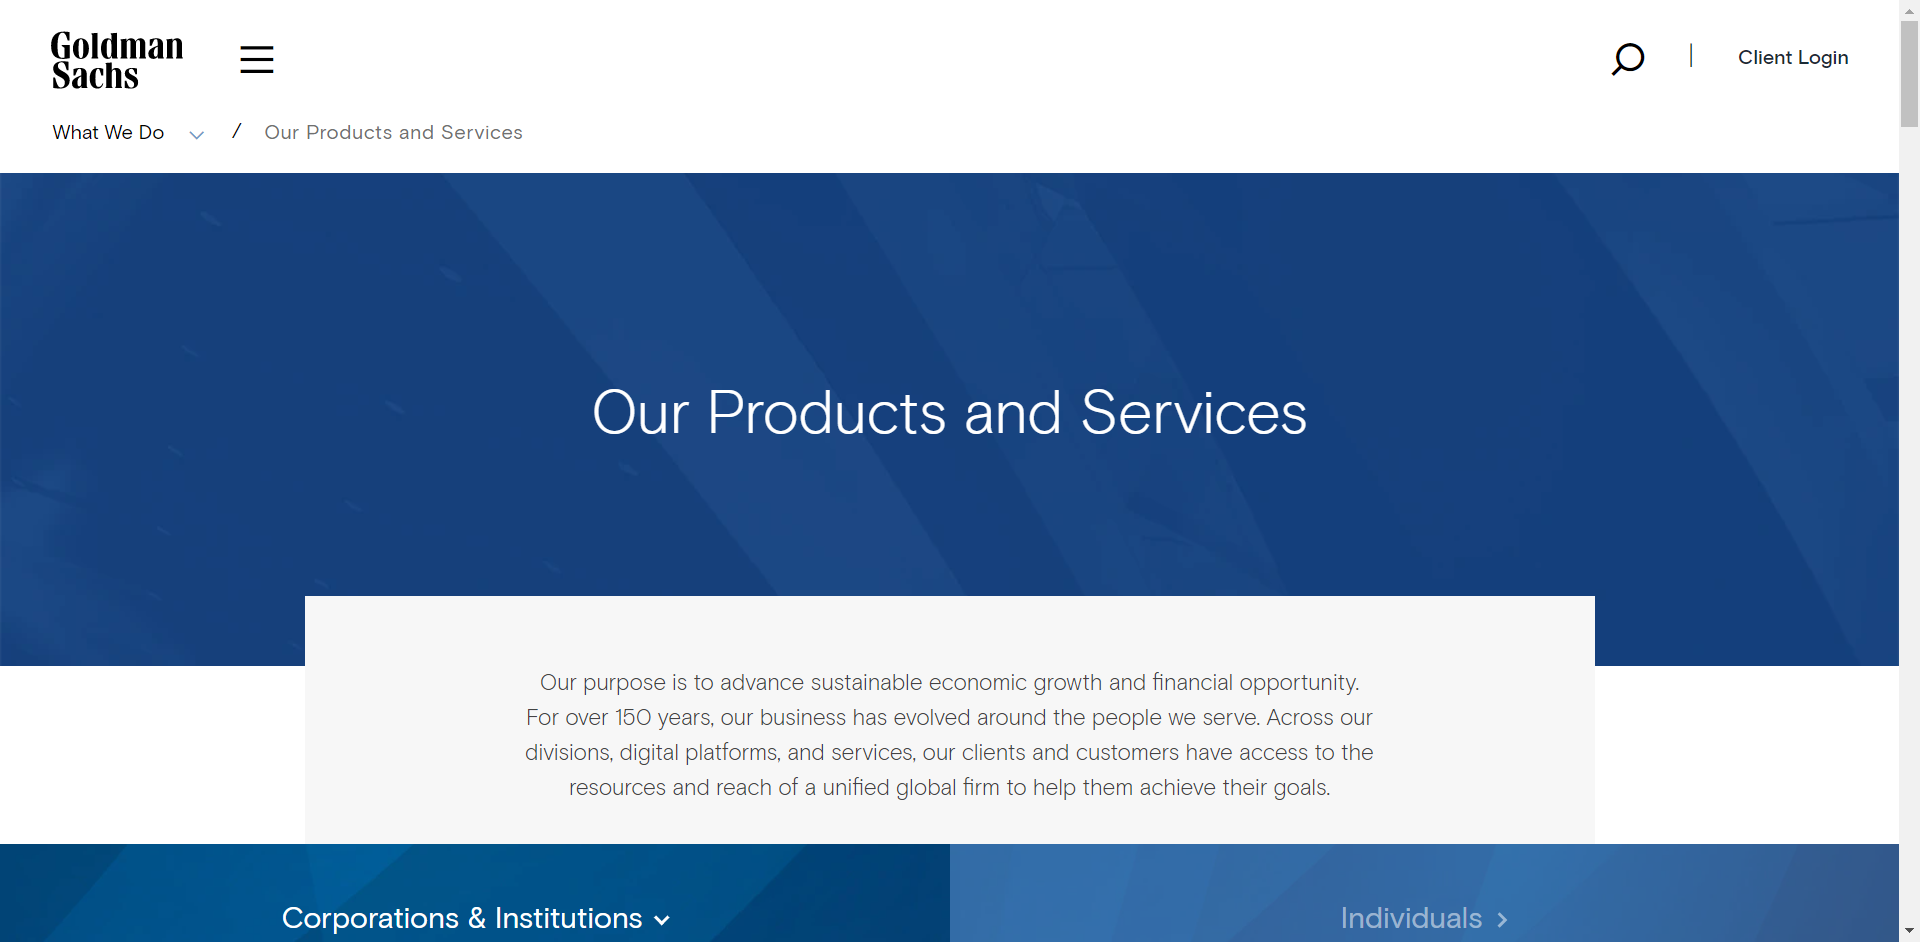 Goldman
Sachs
Client Login
What We Do / Our Products and Services
Our Products and Services
Our purpose is to advance sustainable economic growth and financial opportunity.
For over 150 years, our business has evolved around the people we serve. Across our
divisions, digital platforms, and services, our clients and customers have access to the
resources and reach of a unified global firm to help them achieve their goals.
Corporations & Institutions
Individuals